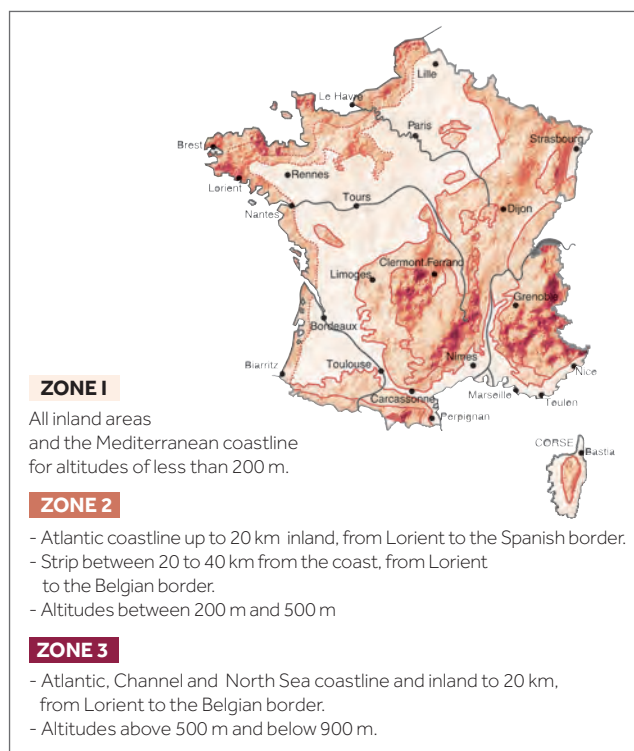 Lille
Le Havre
Paris
Strasbourg
Brest
Rennes
Lorient
Tours
Nantes
Dijon
Clermont Ferrand
Limoges
Grenoble
Bordeaux
Biarritz
Toulouse
Nimes
Nice
Carcassonne
Marseille
Toulon
Perpignan
CORSE
Bastia
ZONE I
All inland areas
and the Mediterranean coastline
for altitudes of less than 200 m.
ZONE 2
- Atlantic coastline up to 20 km inland, from Lorient to the Spanish border.
- Strip between 20 to 40 km from the coast, from Lorient
to the Belgian border.
- Altitudes between 200 m and 500 m
ZONE 3
- Atlantic, Channel and North Sea coastline and inland to 20 km,
from Lorient to the Belgian border.
- Altitudes above 500 m and below 900 m.